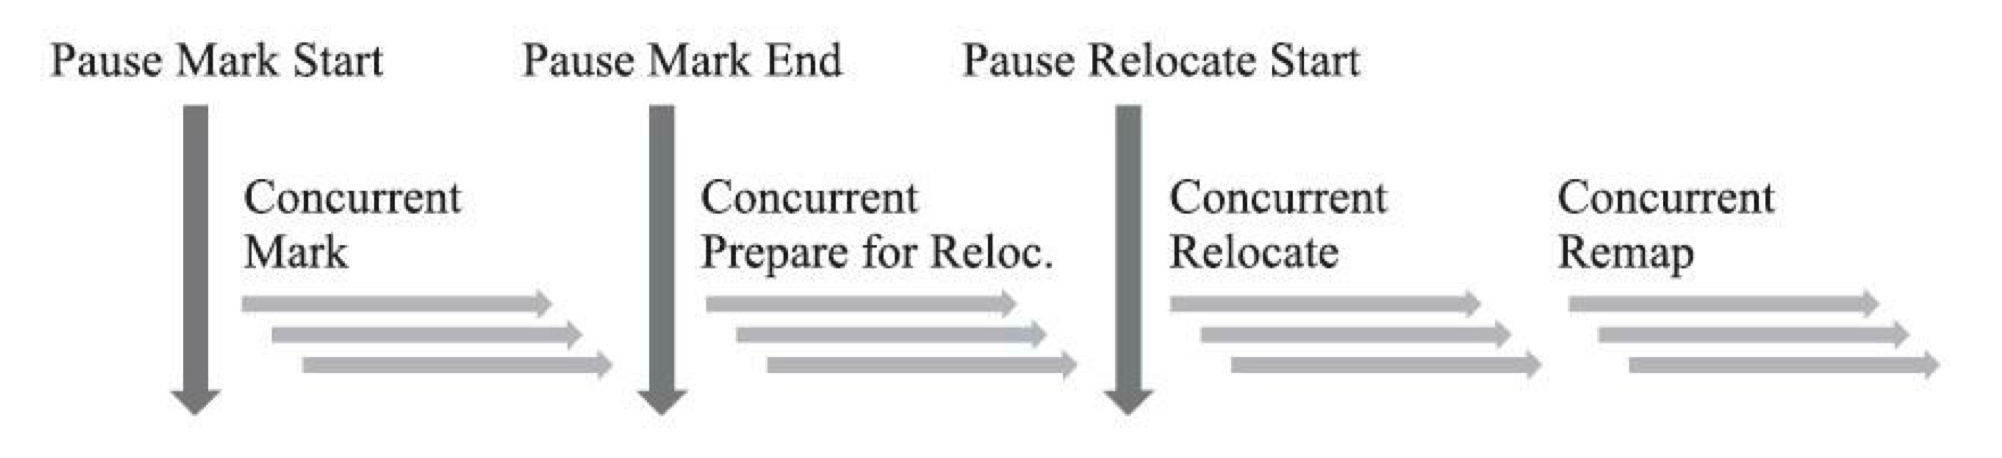 Pause Mark Start
Pause Mark End
Pause Relocate Start
Concurrent
Mark
Concurrent
Prepare for Reloc.
Concurrent
Relocate
Concurrent
Remap